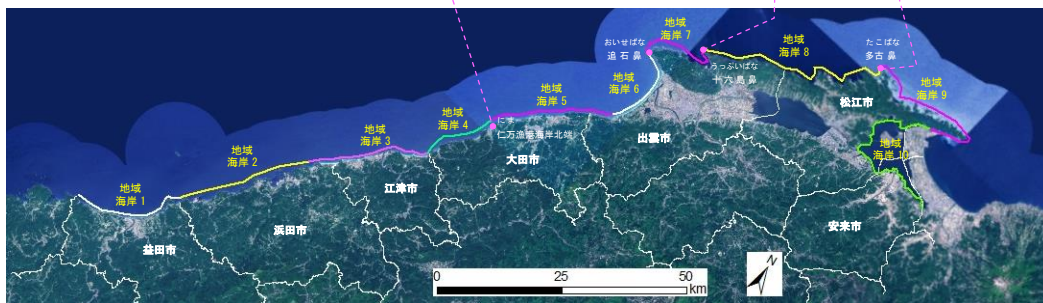 地域
海岸 7
おいせばな
追石鼻
地域
海岸 8
たこばな
多古鼻
うっぷいばな
十六島鼻
地域
海岸 9
松江市
地域
海岸 6
地域
海岸 5
地域
海岸 4
仁万漁港海岸北端
出雲市
大田市
地域
海岸 10
地域
海岸 3
地域
海岸 2
江津市
地域
海岸 1
浜田市
益田市
安来市
0
25
50
km
N